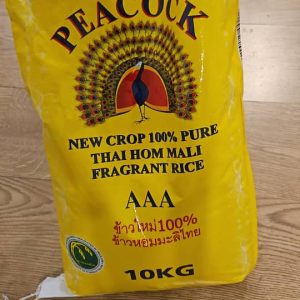 PEACOCK
NEW CROP 100% PURE
THAI HOM MALI
FRAGRANT RICE
AAA
ข้าวใหม่100%
ข้าวหอมมะลิไทย
10KG